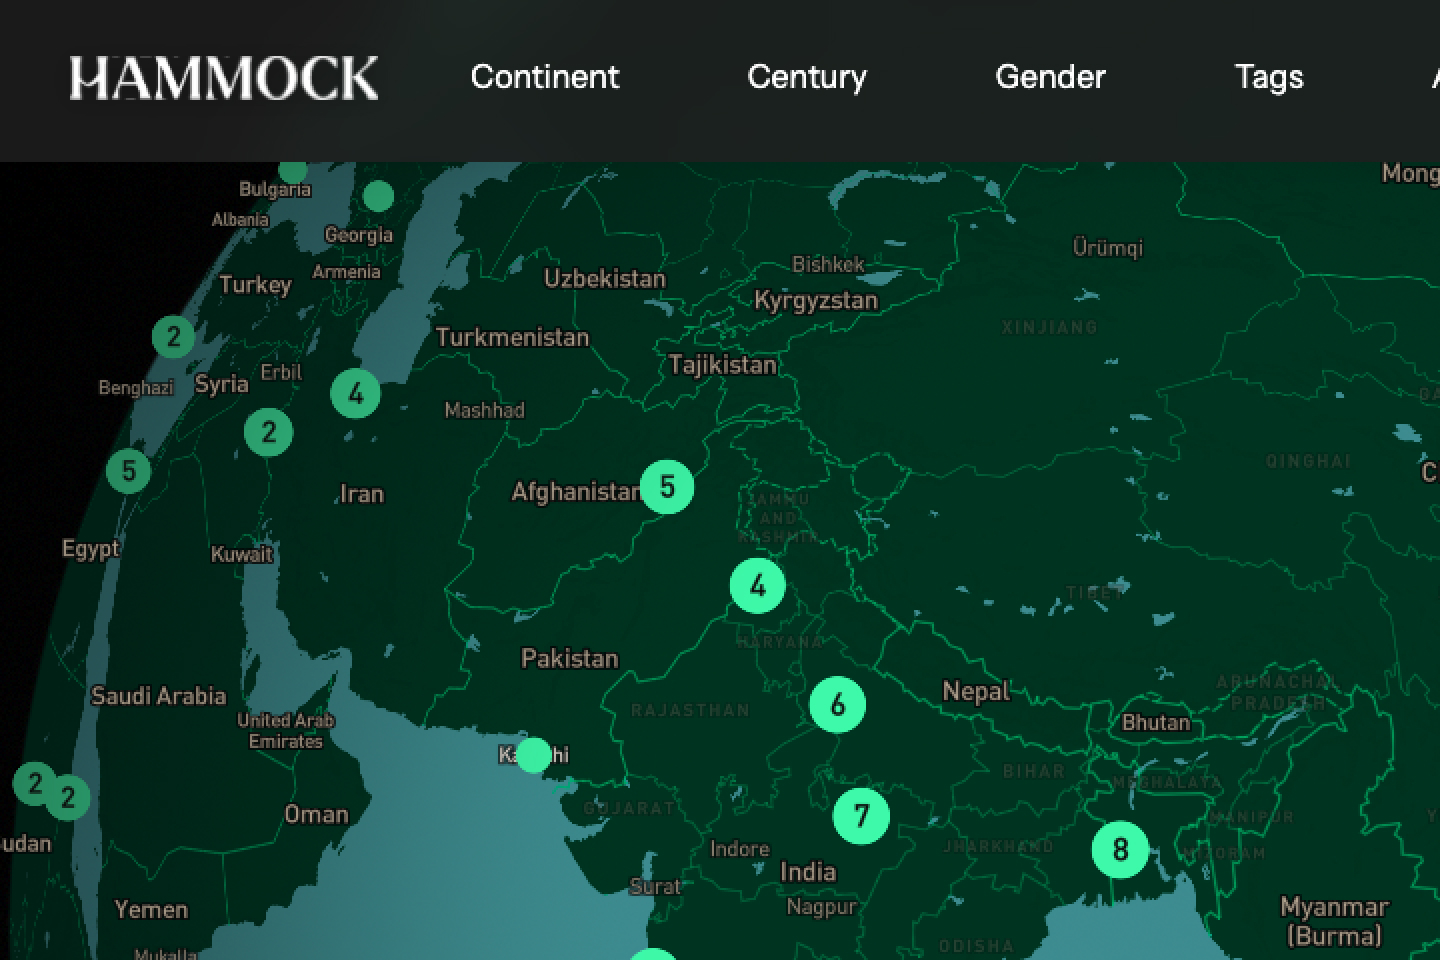 HAMMOCK
Continent
Century
Gender
Tags
Bulgaria
Albania
Georgia
Armenia
Turkey
Uzbekistan
Bishkek
Kyrgyzstan
Ürümqi
XINJIANG
Turkmenistan
Tajikistan
2
Benghazi
Syria
Erbil
4
Mashhad
2
5
QINGHAI
Iran
Afghanistan
5
JAMMU
AND
KASHMIR
Egypt
Kuwait
4
TIBET
HARYANA
Pakistan
Saudi Arabia
Nepal
ARUNACHAL
PRADESH
RAJASTHAN
6
United Arab
Emirates
Bhutan
Ka
hi
BIHAR
MEGHALAYA
2
2
GUJARAT
Oman
7
MANIPUR
udan
Indore
JHARKHAND
8
MIZORAM
India
Surat
Nagpur
Yemen
Myanmar
(Burma)
ODISHA
Mukalla